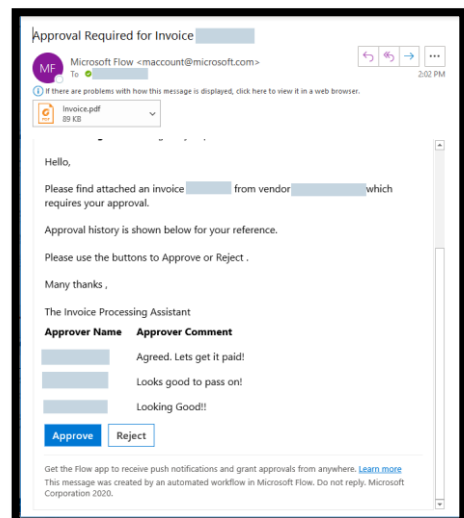 Approval Required for Invoice
MF
Microsoft Flow <maccount@microsoft.com>
To
2:02 PM
If there are problems with how this message is displayed, click here to view it in a web browser.
Invoice.pdf
89 KB
Hello,
Please find attached an invoice from vendor which
requires your approval.
Approval history is shown below for your reference.
Please use the buttons to Approve or Reject .
Many thanks ,
The Invoice Processing Assistant
Approver Name Approver Comment
Agreed. Lets get it paid!
Looks good to pass on!
Looking Good!!
Approve Reject
Get the Flow app to receive push notifications and grant approvals from anywhere. Learn more
This message was created by an automated workflow in Microsoft Flow. Do not reply. Microsoft
Corporation 2020.